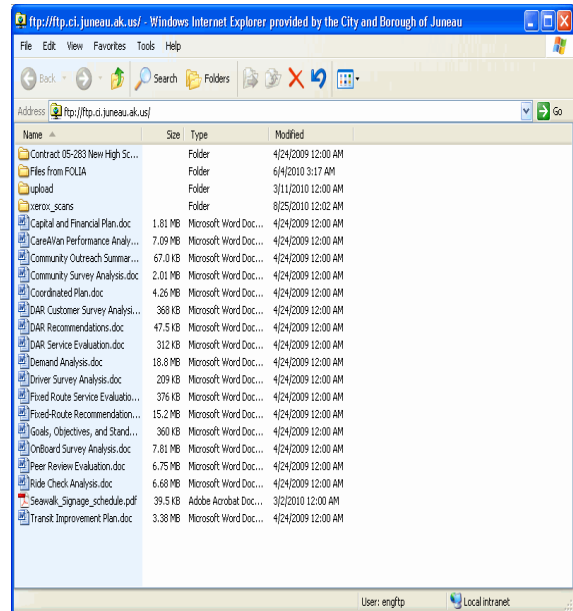 ftp://ftp.ci.juneau.ak.us/ - Windows Internet Explorer provided by the City and Borough of Juneau
File Edit View Favorites Tools Help
Back Search Folders
Address ftp://ftp.ci.juneau.ak.us/ Go
Name Size Type Modified
Contract 05-283 New High Sc... Folder 4/24/2009 12:00 AM
Files from FOLIA Folder 6/4/2010 3:17 AM
upload Folder 3/11/2010 12:00 AM
xerox_scans Folder 8/25/2010 12:02 AM
Capital and Financial Plan.doc 1.81 MB Microsoft Word Doc... 4/24/2009 12:00 AM
CareAVan Performance Analy... 7.09 MB Microsoft Word Doc... 4/24/2009 12:00 AM
Community Outreach Summar... 67.0 KB Microsoft Word Doc... 4/24/2009 12:00 AM
Community Survey Analysis.doc 2.01 MB Microsoft Word Doc... 4/24/2009 12:00 AM
Coordinated Plan.doc 4.26 MB Microsoft Word Doc... 4/24/2009 12:00 AM
DAR Customer Survey Analysi... 368 KB Microsoft Word Doc... 4/24/2009 12:00 AM
DAR Recommendations.doc 47.5 KB Microsoft Word Doc... 4/24/2009 12:00 AM
DAR Service Evaluation.doc 312 KB Microsoft Word Doc... 4/24/2009 12:00 AM
Demand Analysis.doc 18.8 MB Microsoft Word Doc... 4/24/2009 12:00 AM
Driver Survey Analysis.doc 209 KB Microsoft Word Doc... 4/24/2009 12:00 AM
Fixed Route Service Evaluatio... 376 KB Microsoft Word Doc... 4/24/2009 12:00 AM
Fixed-Route Recommendation... 15.2 MB Microsoft Word Doc... 4/24/2009 12:00 AM
Goals, Objectives, and Stand... 360 KB Microsoft Word Doc... 4/24/2009 12:00 AM
OnBoard Survey Analysis.doc 7.81 MB Microsoft Word Doc... 4/24/2009 12:00 AM
Peer Review Evaluation.doc 6.75 MB Microsoft Word Doc... 4/24/2009 12:00 AM
Ride Check Analysis.doc 6.68 MB Microsoft Word Doc... 4/24/2009 12:00 AM
Seawalk_Signage_schedule.pdf 39.5 KB Adobe Acrobat Doc... 3/2/2010 12:00 AM
Transit Improvement Plan.doc 3.38 MB Microsoft Word Doc... 4/24/2009 12:00 AM
User: engftp Local intranet